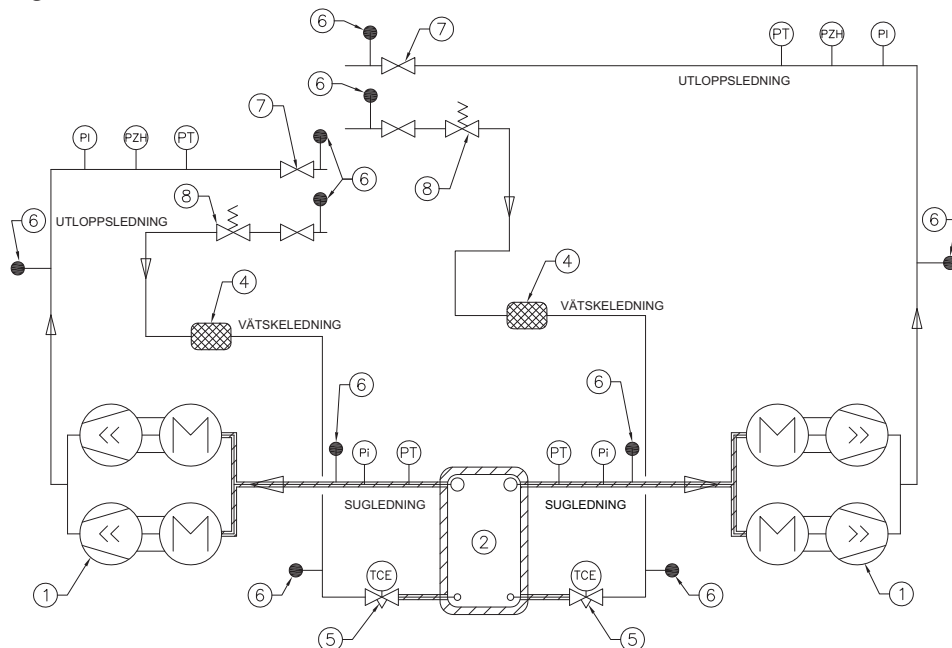 6
7
PT PZH PI
UTLOPPSLEDNING
6
7
PI PZH PT
8
6
8
6
UTLOPPSLEDNING
6
4
4
VÄTSKELEDNING
VÄTSKELEDNING
6
6
Pi PT
PT Pi
SUGLEDNING
SUGLEDNING
2
TCE
TCE
1
6
5
5
6
1